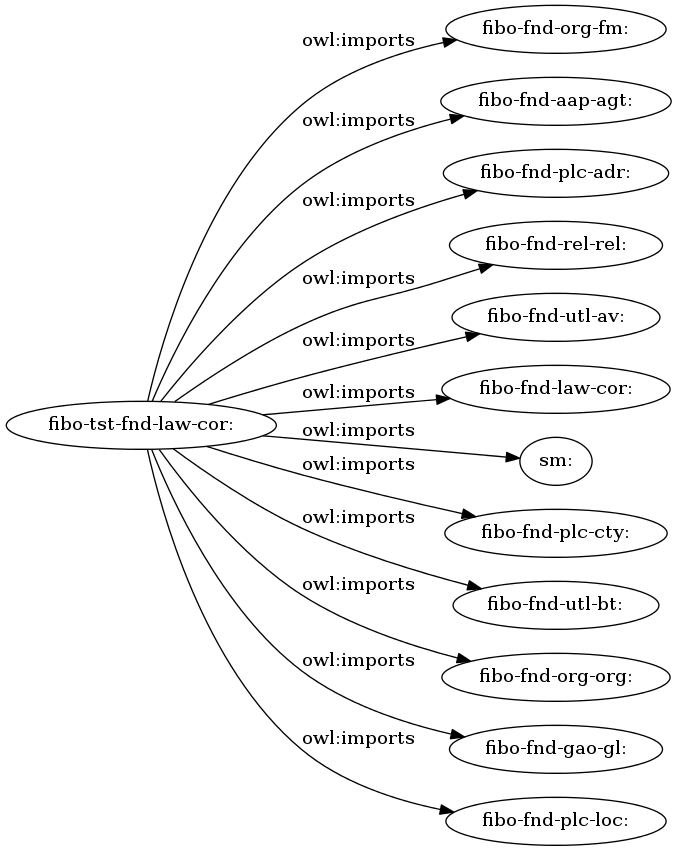 fibo-fnd-org-fm:
owl:imports
fibo-fnd-aap-agt:
owl:imports
fibo-fnd-plc-adr:
owl:imports
fibo-fnd-rel-rel:
owl:imports
fibo-fnd-utl-av:
owl:imports
fibo-fnd-law-cor:
owl:imports
fibo-tst-fnd-law-cor:
owl:imports
sm:
owl:imports
fibo-fnd-plc-cty:
owl:imports
fibo-fnd-utl-bt:
owl:imports
fibo-fnd-org-org:
owl:imports
fibo-fnd-gao-gl:
owl:imports
fibo-fnd-plc-loc: